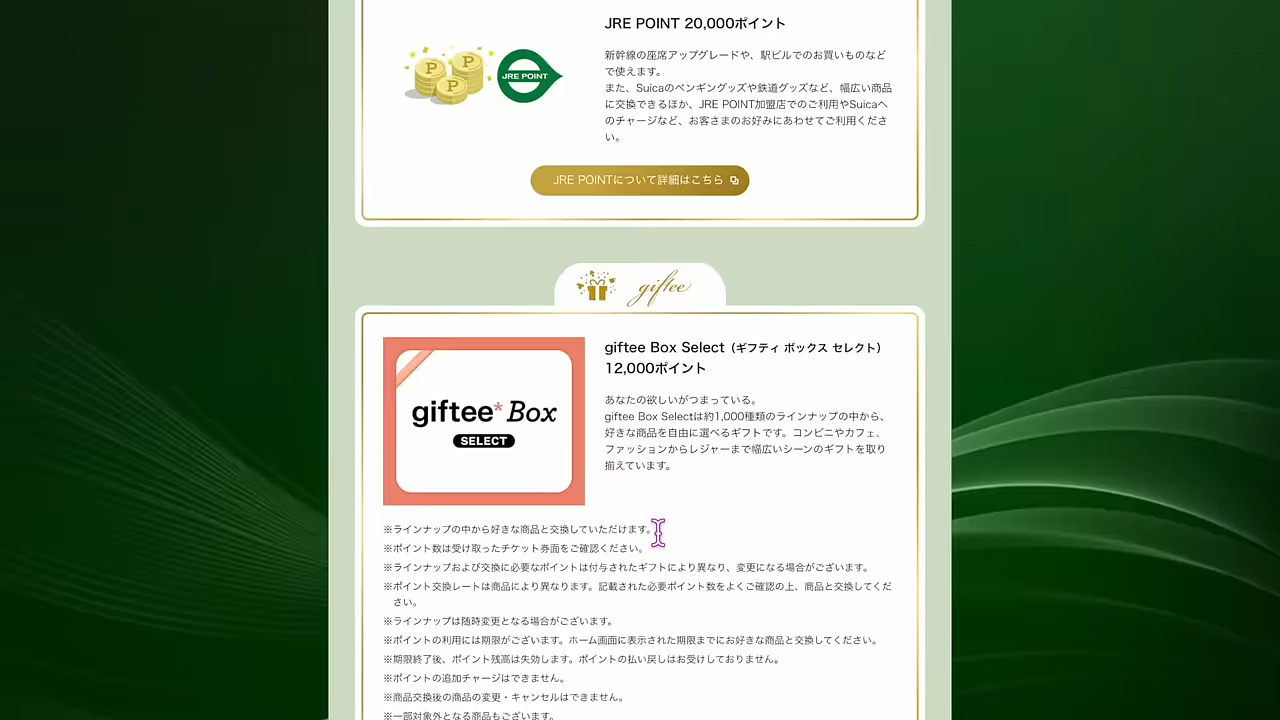 JRE POINT 20,000ポイント
P P P
JRE POINT
新幹線の座席アップグレードや、駅ビルでのお買いものなど
で使えます。
また、Suicaのペンギングッズや鉄道グッズなど、幅広い商品
に交換できるほか、JRE POINT加盟店でのご利用やSuicaへ
のチャージなど、お客さまのお好みにあわせてご利用くださ
い。
JRE POINTについて詳細はこちら
giftee
giftee Box Select（ギフティ ボックス セレクト）
12,000ポイント
giftee* Box
SELECT
あなたの欲しいがつまっている。
giftee Box Selectは約1,000種類のラインナップの中から、
好きな商品を自由に選べるギフトです。コンビニやカフェ、
ファッションからレジャーまで幅広いシーンのギフトを取り
揃えています。
※ラインナップの中から好きな商品と交換していただけます。
※ポイント数は受け取ったチケット券面をご確認ください。
※ラインナップおよび交換に必要なポイントは付与されたギフトにより異なり、変更になる場合がございます。
※ポイント交換レートは商品により異なります。記載された必要ポイント数をよくご確認の上、商品と交換してくだ
さい。
※ラインナップは随時変更となる場合がございます。
※ポイントの利用には期限がございます。ホーム画面に表示された期限までにお好きな商品と交換してください。
※期限終了後、ポイント残高は失効します。ポイントの払い戻しはお受けしておりません。
※ポイントの追加チャージはできません。
※商品交換後の商品の変更・キャンセルはできません。
※一部対象外となる商品もございます。